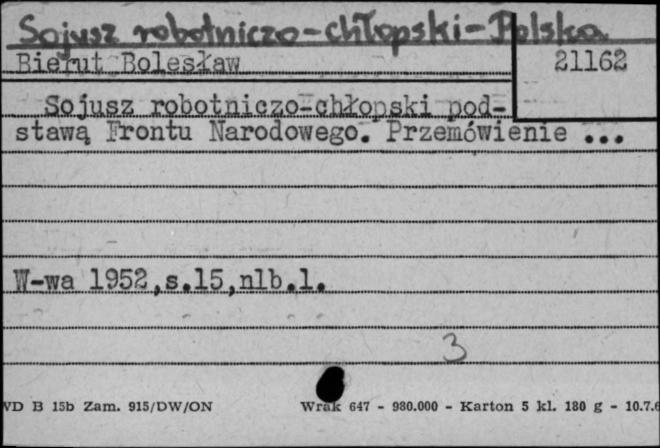 Sojusz robotniczo-chłopski-Polska
Bierut Bolesław
21162
Sojusz robotniczo-chłopski pod-
stawą Frontu Narodowego. Przemówienie ...
W-wa 1952,s.15,nlb.1.
3
VD B 15b Zam. 915/DW/ON Wrak 647 - 980.000 - Karton 5 kl. 180 g - 10.7.6